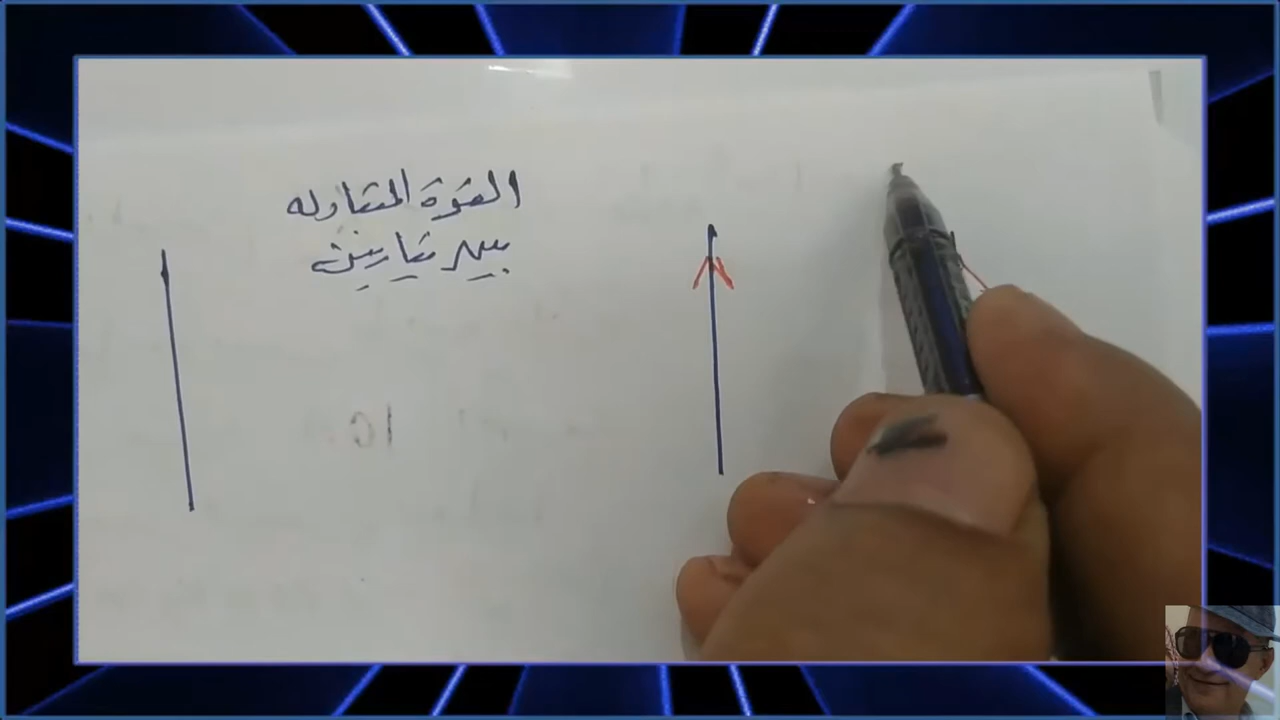 القوة المتبادله
بين تيارين